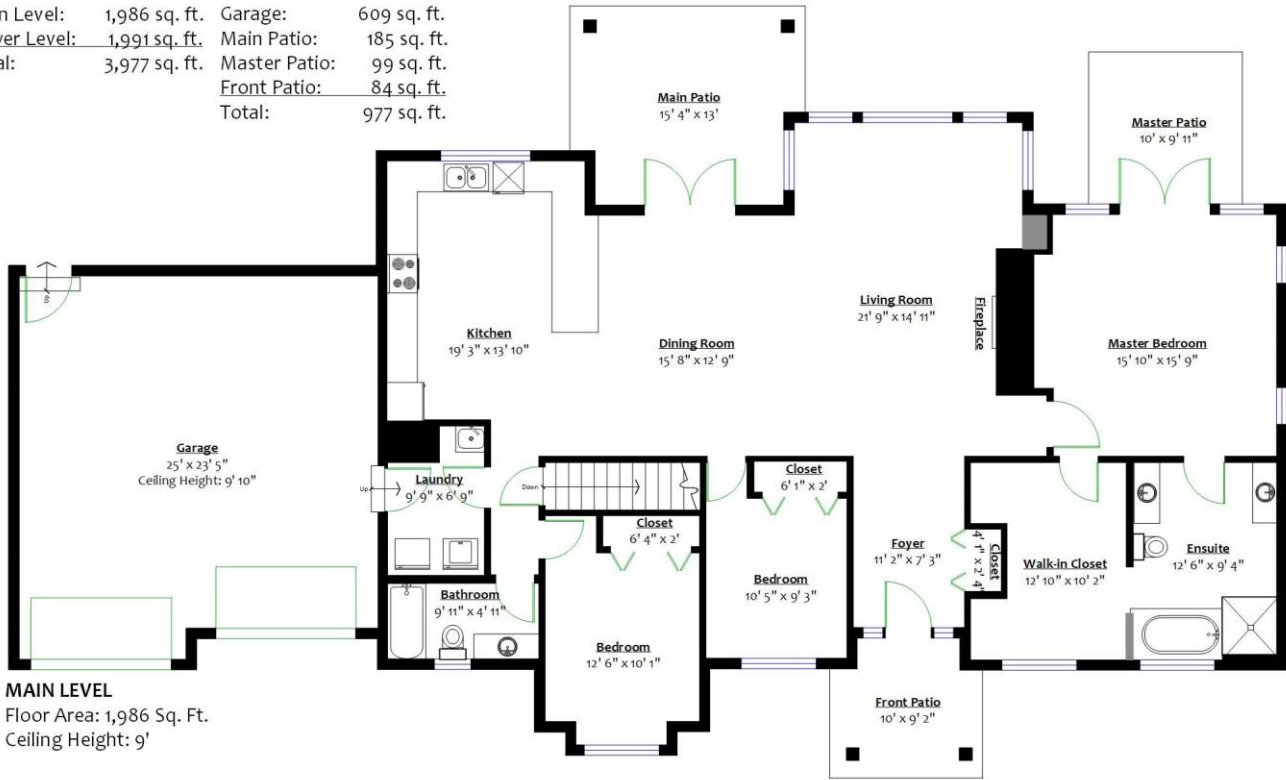 n Level: 1,986 sq. ft. Garage: 609 sq. ft.
er Level: 1,991 sq. ft. Main Patio: 185 sq. ft.
al: 3,977 sq. ft. Master Patio: 99 sq. ft.
Front Patio: 84 sq. ft.
Total: 977 sq. ft.
Main Patio
15' 4" x 13'
Master Patio
10' x 9' 11"
Up
Kitchen
19' 3" x 13' 10"
Dining Room
15' 8" x 12' 9"
Living Room
21' 9" x 14' 11"
Fireplace
Master Bedroom
15' 10" x 15' 9"
Garage
25' x 23' 5"
Ceiling Height: 9' 10"
Up
Laundry
9' 9" x 6' 9"
Down
Closet
6' 4" x 2'
Closet
6' 1" x 2'
Bedroom
10' 5" x 9' 3"
Foyer
11' 2" x 7' 3"
Closet
4' 1" x 2' 4"
Walk-in Closet
12' 10" x 10' 2"
Ensuite
12' 6" x 9' 4"
Bathroom
9' 11" x 4' 11"
Bedroom
12' 6" x 10' 1"
Front Patio
10' x 9' 2"
MAIN LEVEL
Floor Area: 1,986 Sq. Ft.
Ceiling Height: 9'